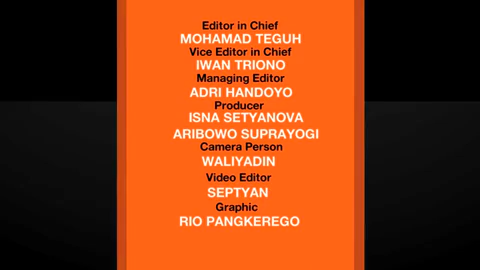 Editor in Chief
MOHAMAD TEGUH
Vice Editor in Chief
IWAN TRIONO
Managing Editor
ADRI HANDOYO
Producer
ISNA SETYANOVA
ARIBOWO SUPRAYOGI
Camera Person
WALIYADIN
Video Editor
SEPTYAN
Graphic
RIO PANGKEREGO